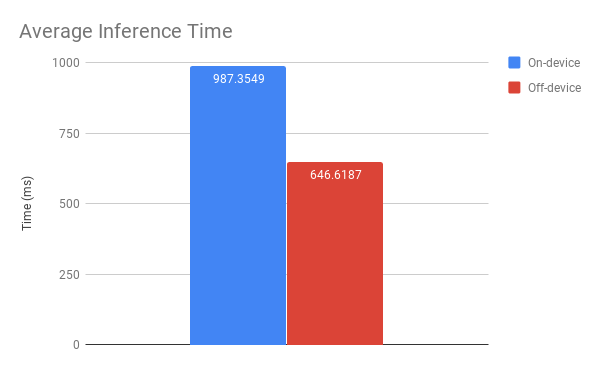 Average Inference Time
1000
750
500
250
0
Time (ms)
987.3549
646.6187
On-device
Off-device